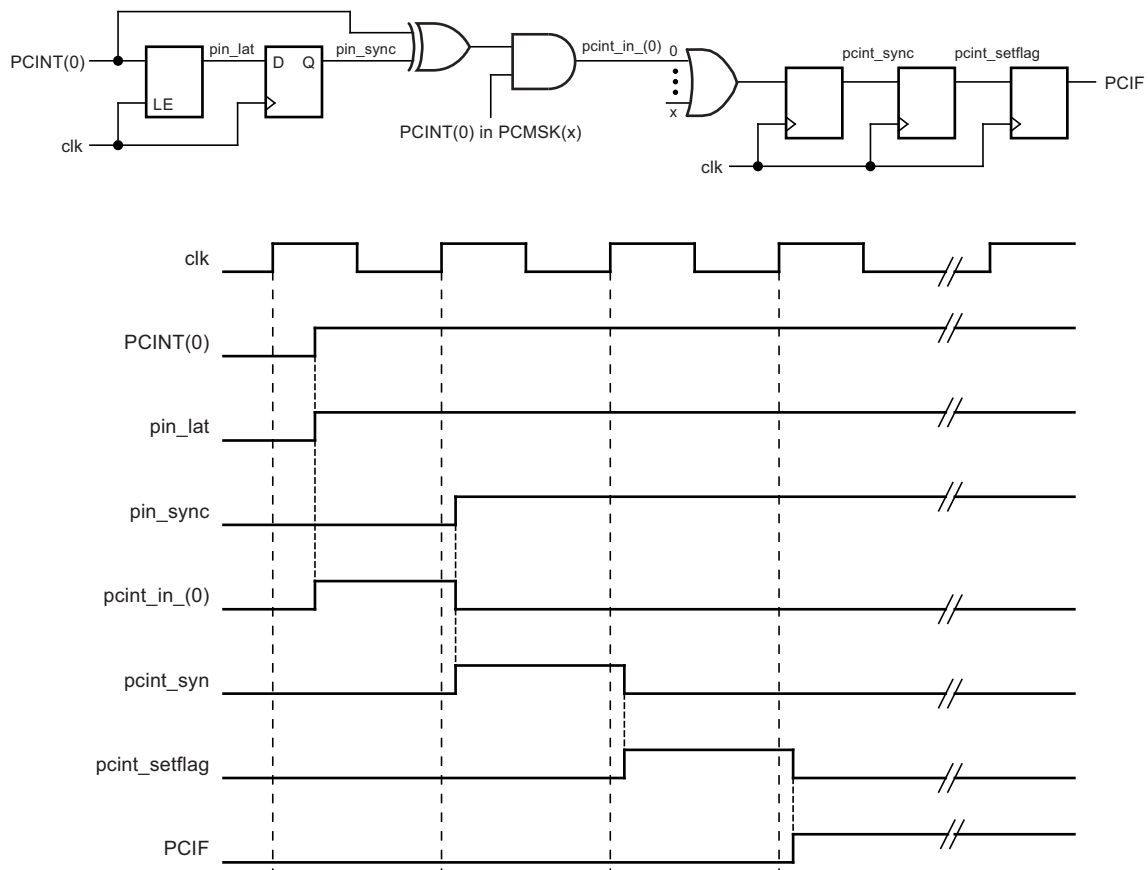 PCINT(0)
pin_lat
pin_sync
pcint_in_(0)
0
x
pcint_sync
pcint_setflag
PCIF
D
Q
LE
clk
PCINT(0) in PCMSK(x)
clk
clk
PCINT(0)
pin_lat
pin_sync
pcint_in_(0)
pcint_syn
pcint_setflag
PCIF